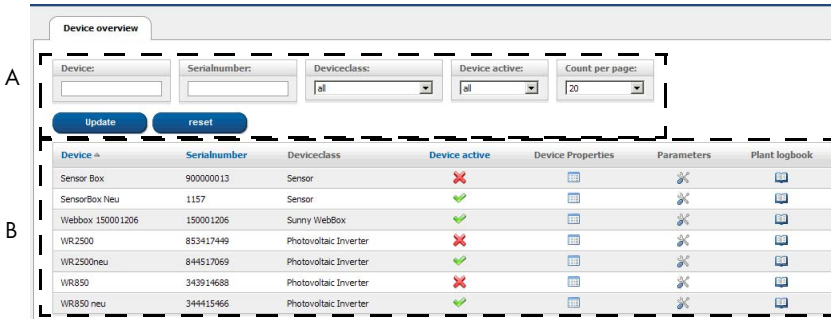 Device overview
A
Device: Serialnumber: Deviceclass: Device active: Count per page:
all all 20
Update reset
B
Device Serialnumber Deviceclass Device active Device Properties Parameters Plant logbook
Sensor Box 900000013 Sensor
SensorBox Neu 1157 Sensor
Webbox 150001206 150001206 Sunny WebBox
WR2500 853417449 Photovoltaic Inverter
WR2500neu 844517069 Photovoltaic Inverter
WR850 343914688 Photovoltaic Inverter
WR850 neu 344415466 Photovoltaic Inverter